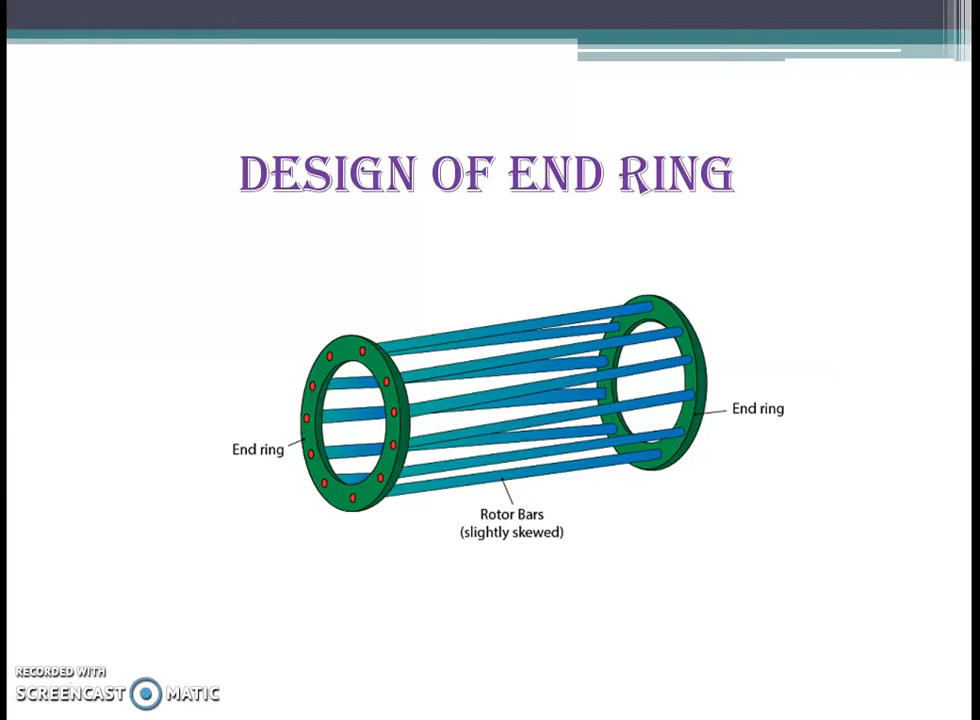 DESIGN OF END RING
End ring
End ring
Rotor Bars
(slightly skewed)
RECORDED WITH
SCREENCAST MATIC